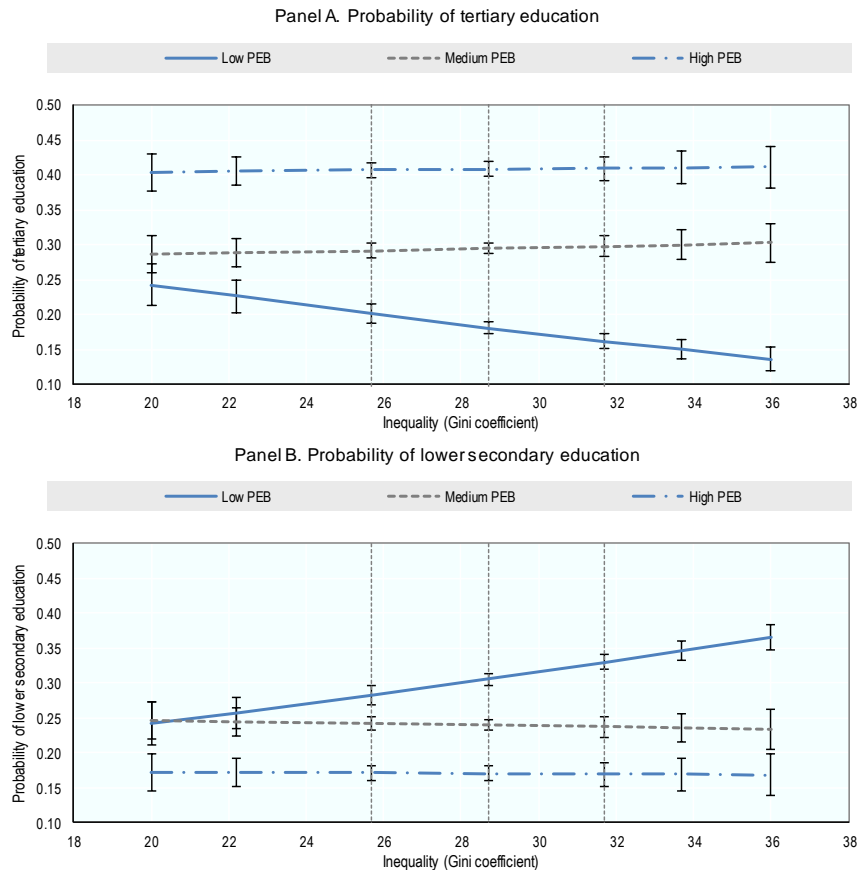 Panel A. Probability of tertiary education
Low PEB Medium PEB High PEB
Probability of tertiary education
0.50
0.45
0.40
0.35
0.30
0.25
0.20
0.15
0.10
18 20 22 24 26 28 30 32 34 36 38
Inequality (Gini coefficient)
Panel B. Probability of lower secondary education
Low PEB Medium PEB High PEB
Probability of lower secondary education
0.50
0.45
0.40
0.35
0.30
0.25
0.20
0.15
0.10
18 20 22 24 26 28 30 32 34 36 38
Inequality (Gini coefficient)